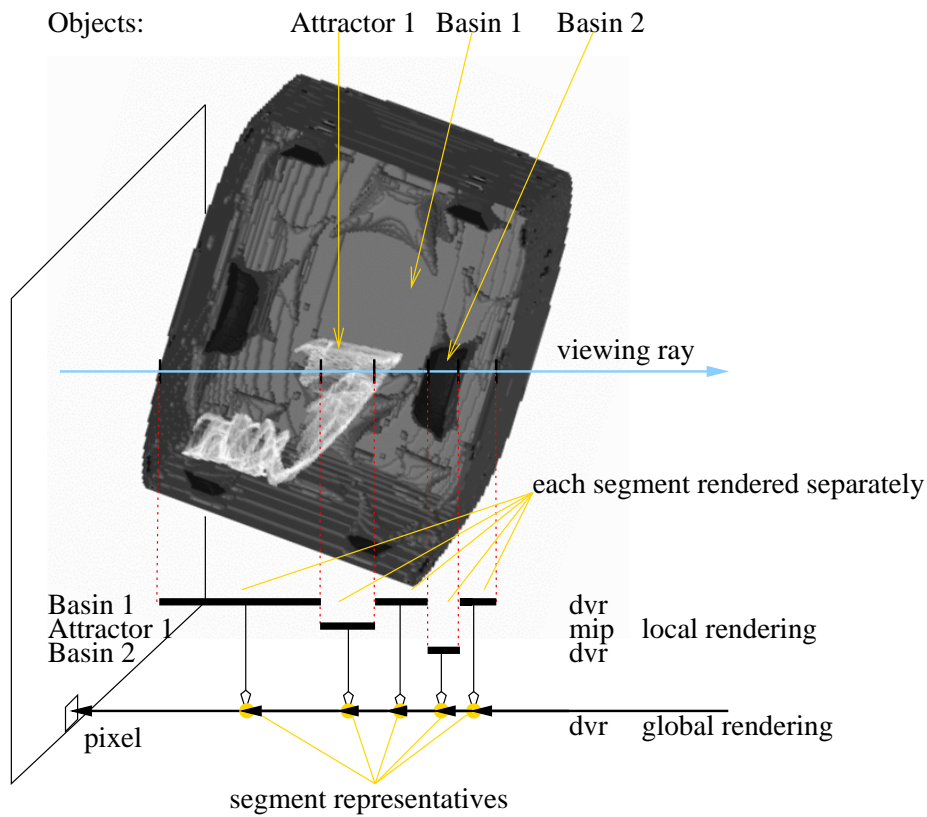 Objects: Attractor 1 Basin 1 Basin 2
viewing ray
each segment rendered separately
Basin 1 dvr
Attractor 1 mip local rendering
Basin 2 dvr
dvr global rendering
pixel
segment representatives